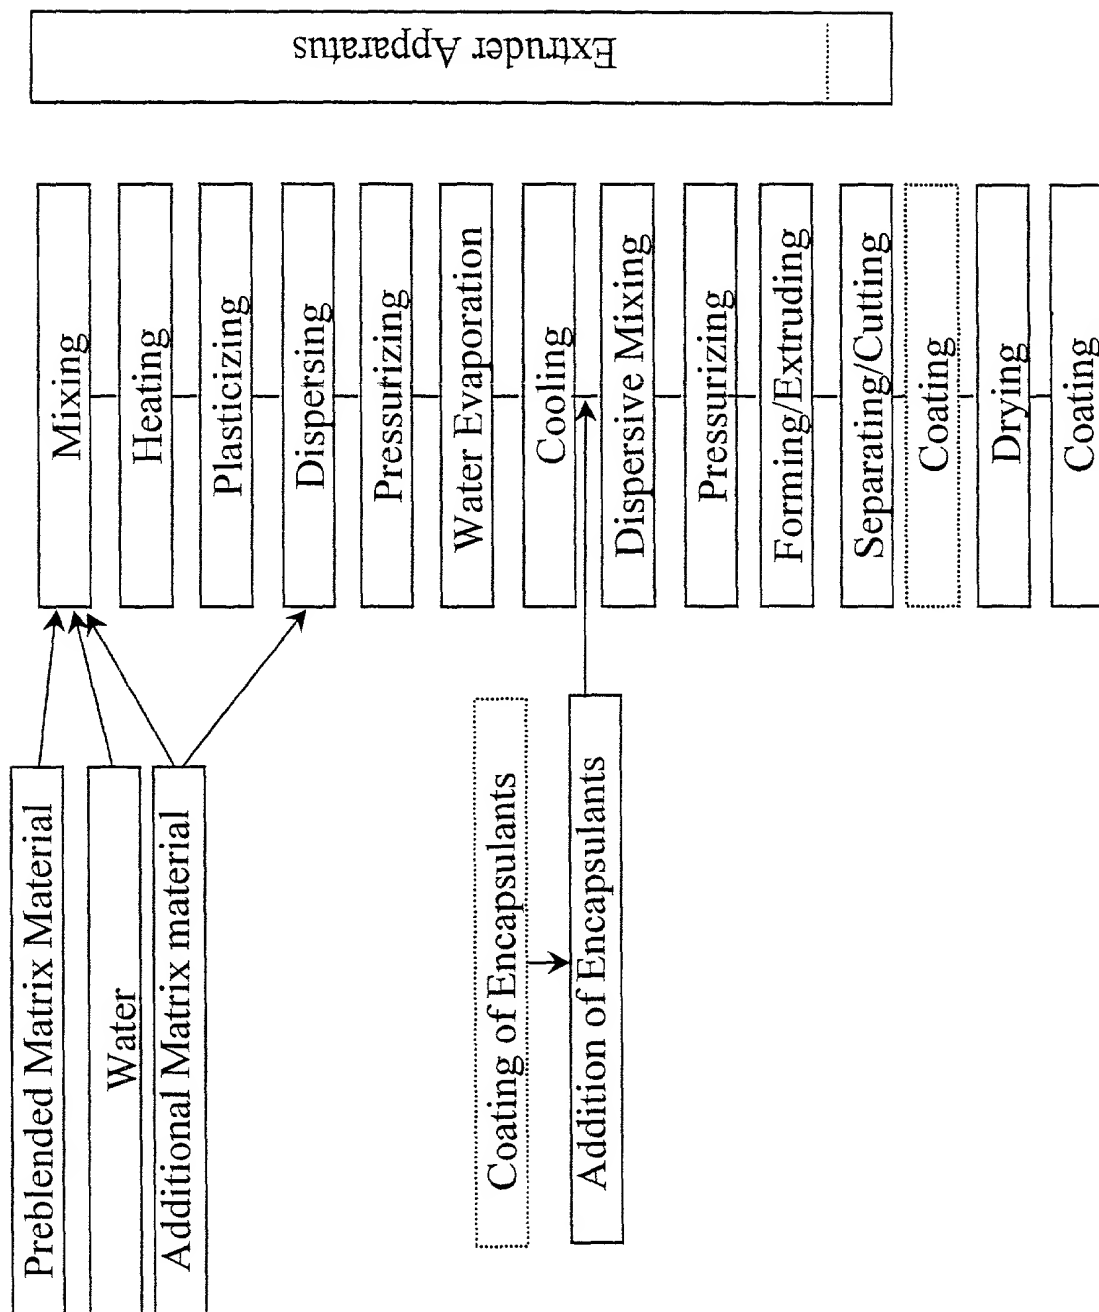 Preblended Matrix Material
Water
Additional Matrix material
Coating of Encapsulants
Addition of Encapsulants
Mixing
Heating
Plasticizing
Dispersing
Pressurizing
Water Evaporation
Cooling
Dispersive Mixing
Pressurizing
Forming/Extruding
Separating/Cutting
Coating
Drying
Coating
Extruder Apparatus